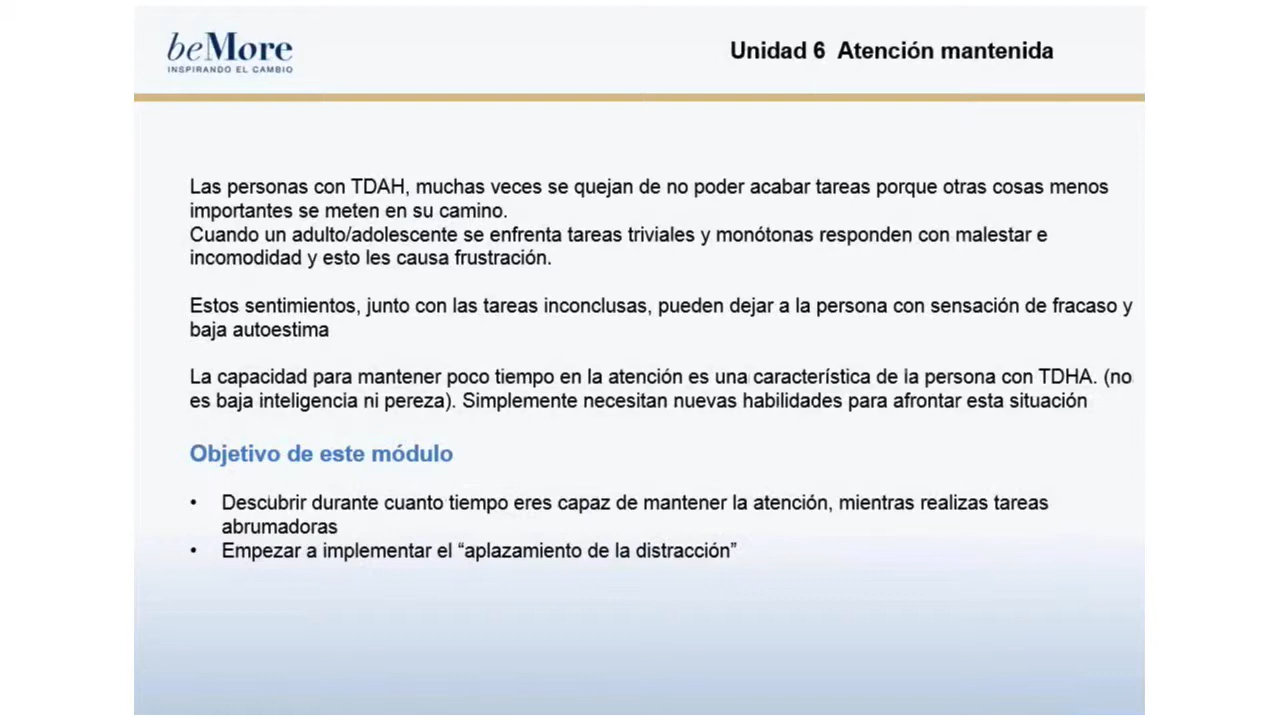 beMore
INSPIRANDO EL CAMBIO
Unidad 6 Atención mantenida
Las personas con TDAH, muchas veces se quejan de no poder acabar tareas porque otras cosas menos
importantes se meten en su camino.
Cuando un adulto/adolescente se enfrenta tareas triviales y monótonas responden con malestar e
incomodidad y esto les causa frustración.
Estos sentimientos, junto con las tareas inconclusas, pueden dejar a la persona con sensación de fracaso y
baja autoestima
La capacidad para mantener poco tiempo en la atención es una característica de la persona con TDHA. (no
es baja inteligencia ni pereza). Simplemente necesitan nuevas habilidades para afrontar esta situación
Objetivo de este módulo
• Descubrir durante cuanto tiempo eres capaz de mantener la atención, mientras realizas tareas
abrumadoras
• Empezar a implementar el “aplazamiento de la distracción”